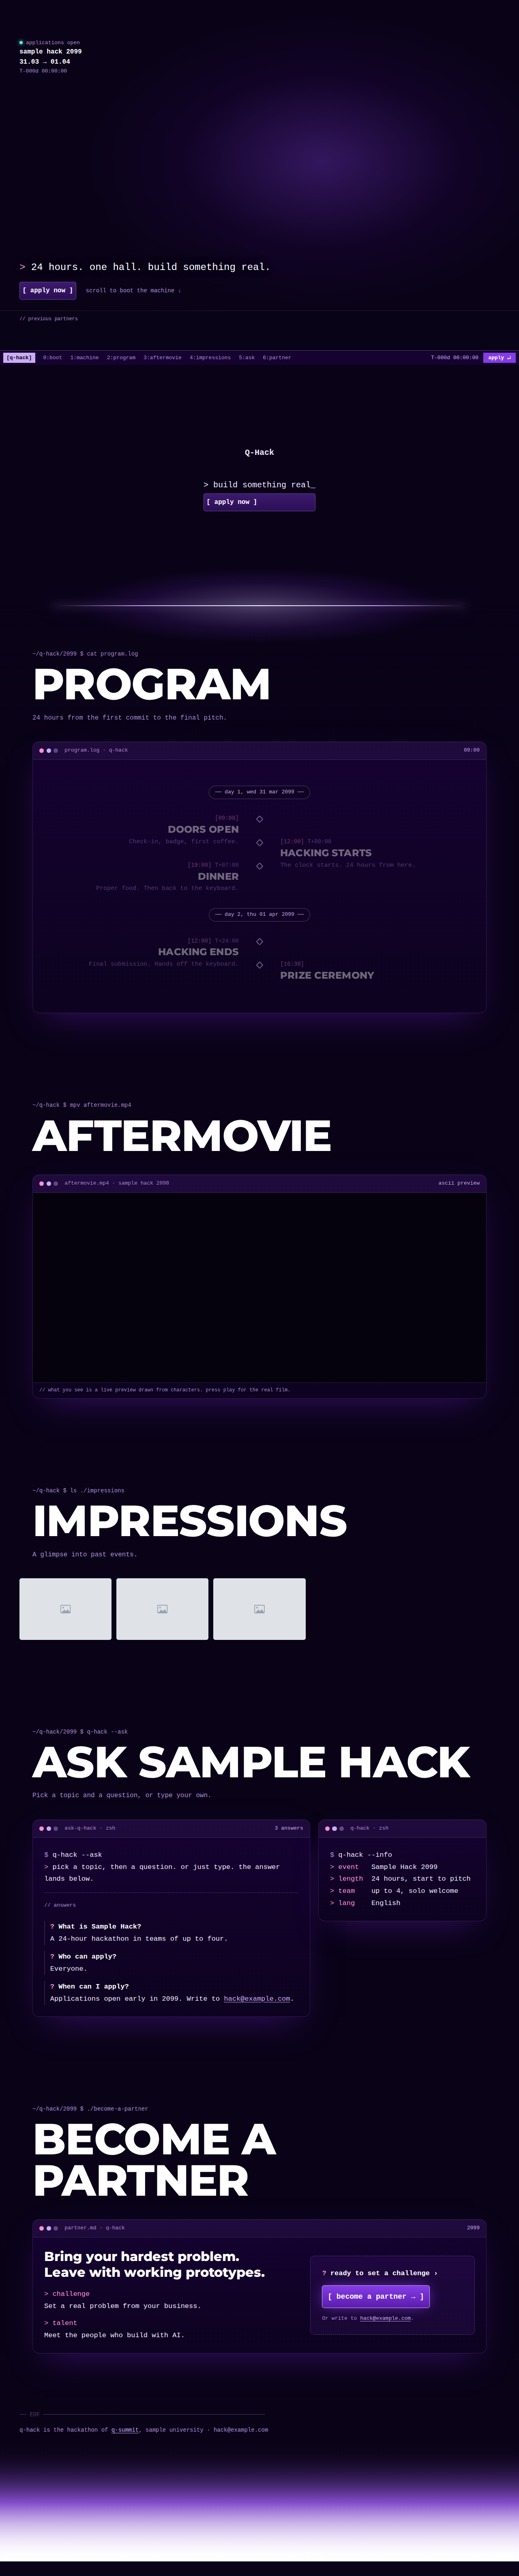 applications open
sample hack 2099
31.03 → 01.04
T-000d 00:00:00
> 24 hours. one hall. build something real.
[ apply now ]
scroll to boot the machine ↓
// previous partners
[q-hack] 0:boot 1:machine 2:program 3:aftermovie 4:impressions 5:ask 6:partner T-000d 00:00:00 apply ↵
Q-Hack
> build something real_
[ apply now ]
~/q-hack/2099 $ cat program.log
PROGRAM
24 hours from the first commit to the final pitch.
program.log · q-hack 09:00
── day 1, wed 31 mar 2099 ──
[09:00]
DOORS OPEN
Check-in, badge, first coffee.
[12:00] T+00:00
HACKING STARTS
The clock starts. 24 hours from here.
[19:00] T+07:00
DINNER
Proper food. Then back to the keyboard.
── day 2, thu 01 apr 2099 ──
[12:00] T+24:00
HACKING ENDS
Final submission. Hands off the keyboard.
[16:30]
PRIZE CEREMONY
~/q-hack $ mpv aftermovie.mp4
AFTERMOVIE
aftermovie.mp4 · sample hack 2098 ascii preview
// what you see is a live preview drawn from characters. press play for the real file.
~/q-hack $ ls ./impressions
IMPRESSIONS
A glimpse into past events.
~/q-hack/2099 $ q-hack --ask
ASK SAMPLE HACK
Pick a topic and a question, or type your own.
ask-q-hack · zsh 3 answers
$ q-hack --ask
> pick a topic, then a question. or just type. the answer
lands below.
// answers
? What is Sample Hack?
A 24-hour hackathon in teams of up to four.
? Who can apply?
Everyone.
? When can I apply?
Applications open early in 2099. Write to hack@example.com.
q-hack · zsh
$ q-hack --info
> event Sample Hack 2099
> length 24 hours, start to pitch
> team up to 4, solo welcome
> lang English
~/q-hack/2099 $ ./become-a-partner
BECOME A
PARTNER
partner.md · q-hack 2099
Bring your hardest problem.
Leave with working prototypes.
> challenge
Set a real problem from your business.
> talent
Meet the people who build with AI.
? ready to set a challenge ›
[ become a partner → ]
Or write to hack@example.com.
── EOF
q-hack is the hackathon of q-summit, sample university · hack@example.com